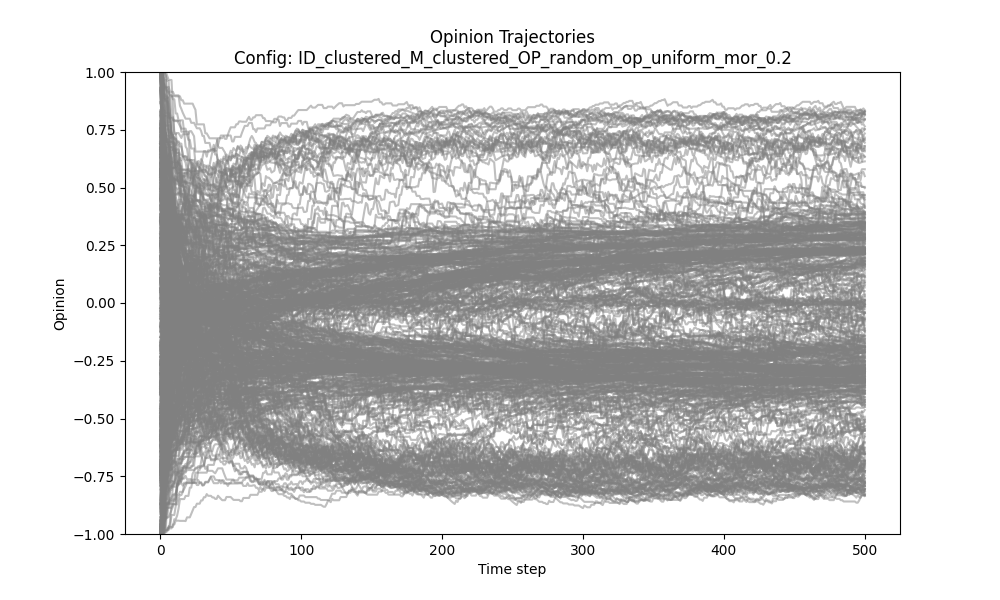 Opinion Trajectories
Config: ID_clustered_M_clustered_OP_random_op_uniform_mor_0.2
1.00
0.75
0.50
0.25
0.00
−0.25
−0.50
−0.75
−1.00
Opinion
0 100 200 300 400 500
Time step